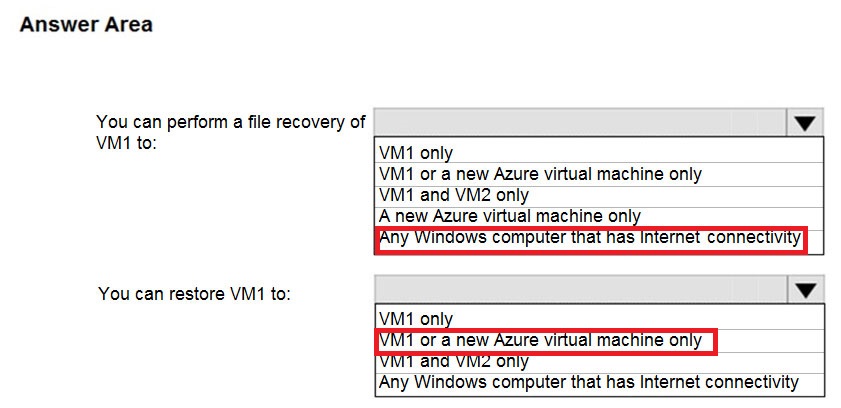 Answer Area
You can perform a file recovery of
VM1 to:
VM1 only
VM1 or a new Azure virtual machine only
VM1 and VM2 only
A new Azure virtual machine only
Any Windows computer that has Internet connectivity
You can restore VM1 to:
VM1 only
VM1 or a new Azure virtual machine only
VM1 and VM2 only
Any Windows computer that has Internet connectivity